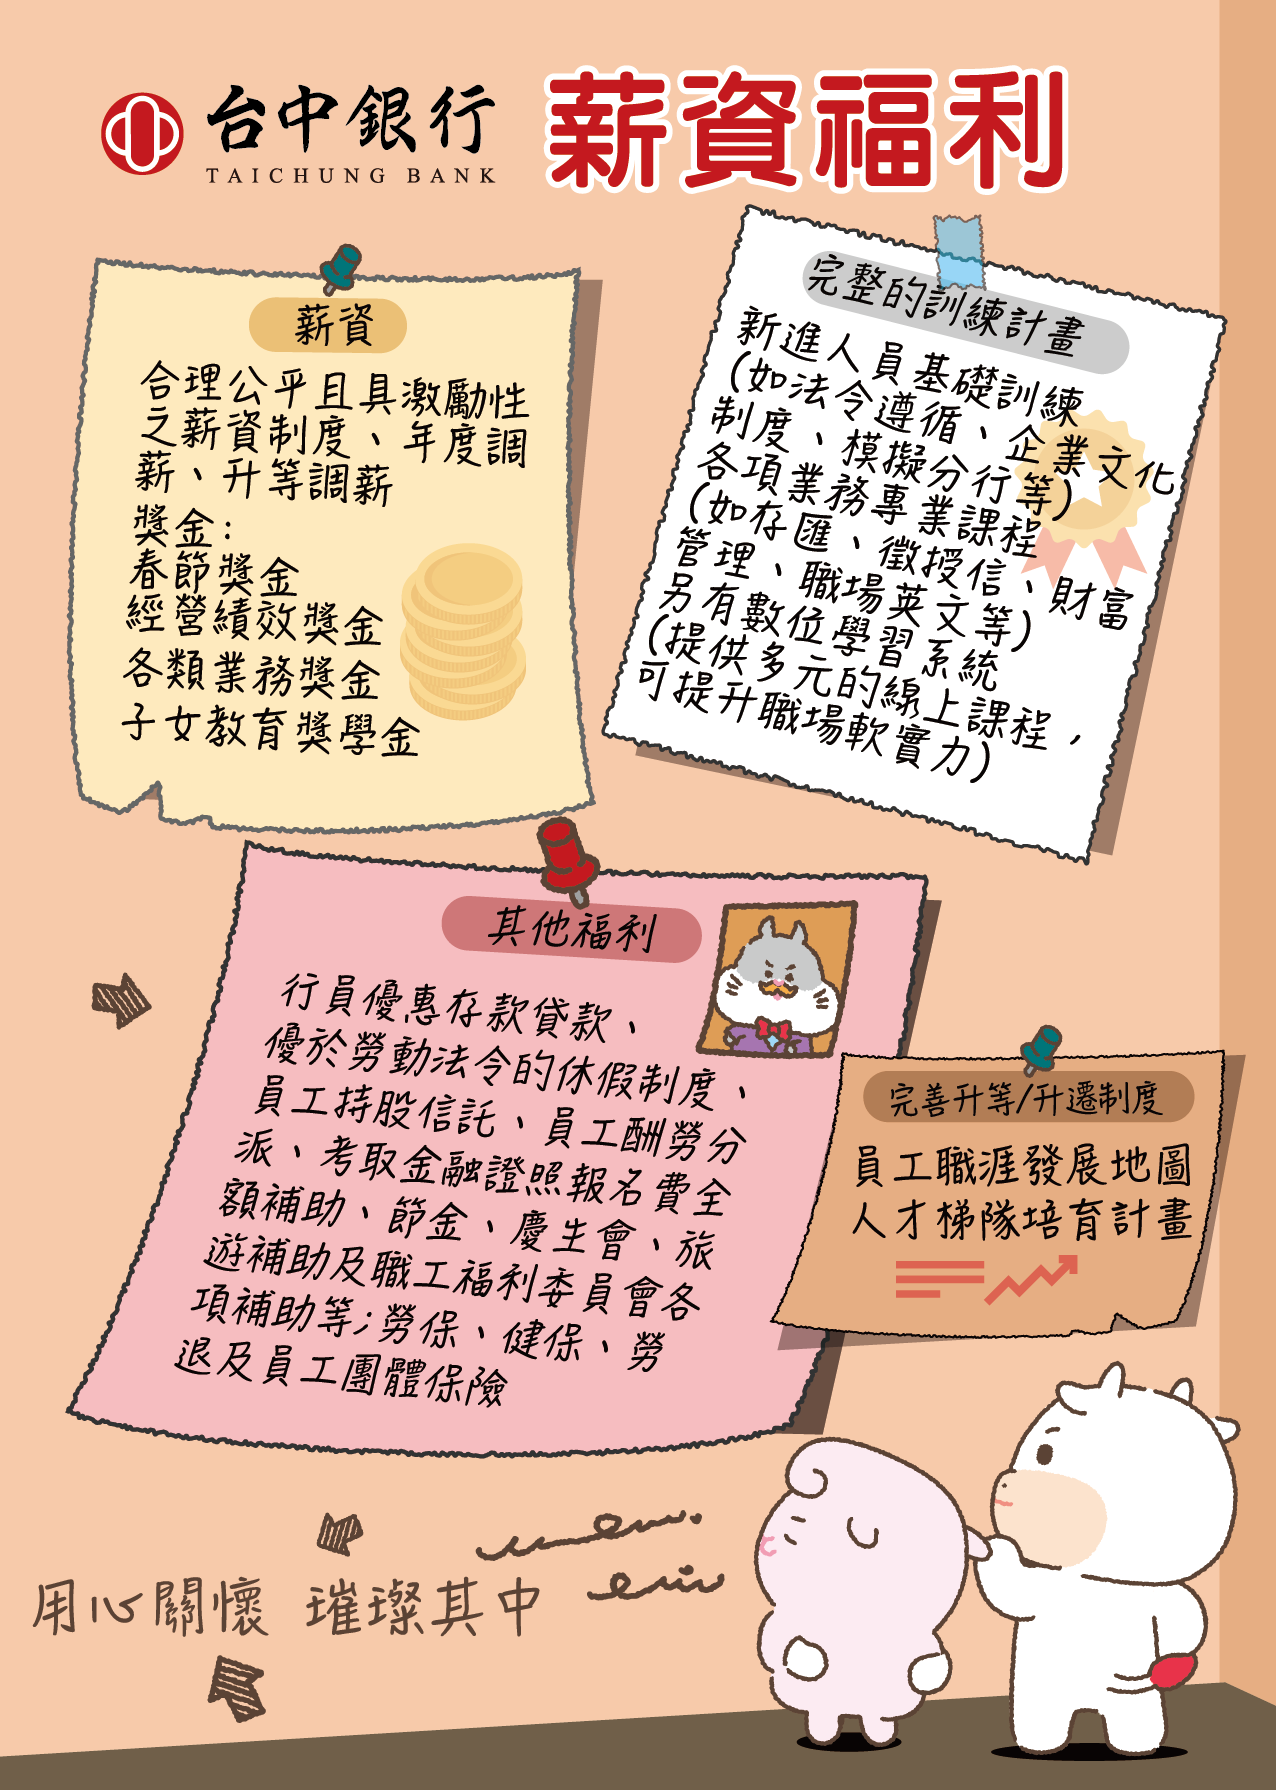 台中銀行
TAICHUNG BANK
薪資福利
薪資
合理公平且具激勵性
之薪資制度、年度調
薪、升等調薪
獎金：
春節獎金
經營績效獎金
各類業務獎金
子女教育獎學金
完整的訓練計畫
新進人員基礎訓練
(如法令遵循、企業文化
制度、模擬分行等)
各項業務專業課程
(如存匯、徵授信、財富
管理、職場英文等)
另有數位學習系統
(提供多元的線上課程，
可提升職場軟實力)
其他福利
行員優惠存款貸款、
優於勞動法令的休假制度、
員工持股信託、員工酬勞分
派、考取金融證照報名費全
額補助、節金、慶生會、旅
遊補助及職工福利委員會各
項補助等;勞保、健保、勞
退及員工團體保險
完善升等/升遷制度
員工職涯發展地圖
人才梯隊培育計畫
用心關懷 璀璨其中